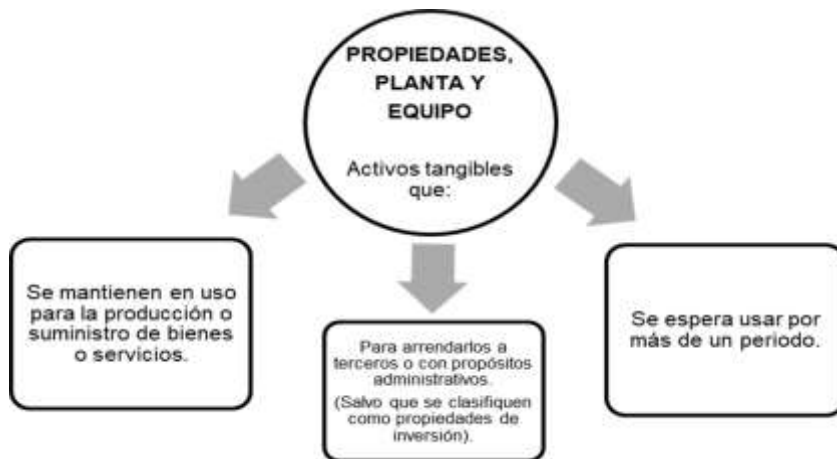 PROPIEDADES,
PLANTA Y
EQUIPO
Activos tangibles
que:
Se mantienen en uso
para la producción o
suministro de bienes
o servicios.
Para arrendarlos a
terceros o con propósitos
administrativos.
(Salvo que se clasifiquen
como propiedades de
inversión).
Se espera usar por
más de un periodo.